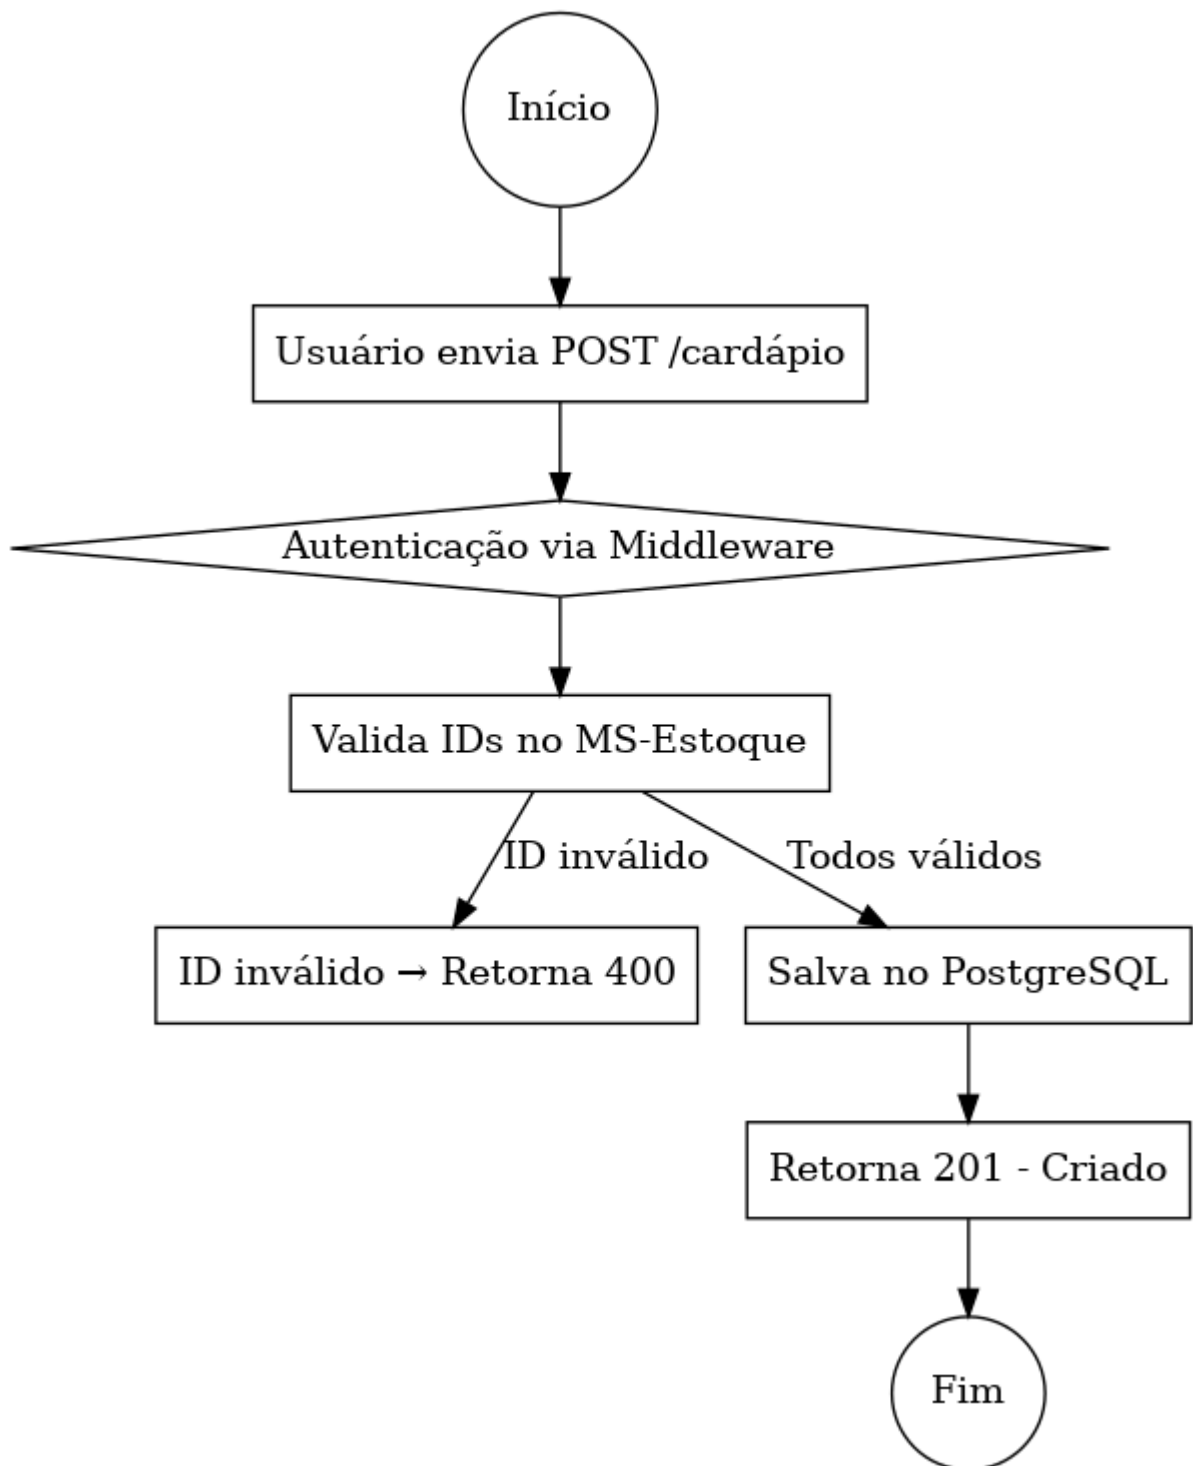 Início
Usuário envia POST /cardápio
Autenticação via Middleware
Valida IDs no MS-Estoque
ID inválido
Todos válidos
ID inválido → Retorna 400
Salva no PostgreSQL
Retorna 201 - Criado
Fim